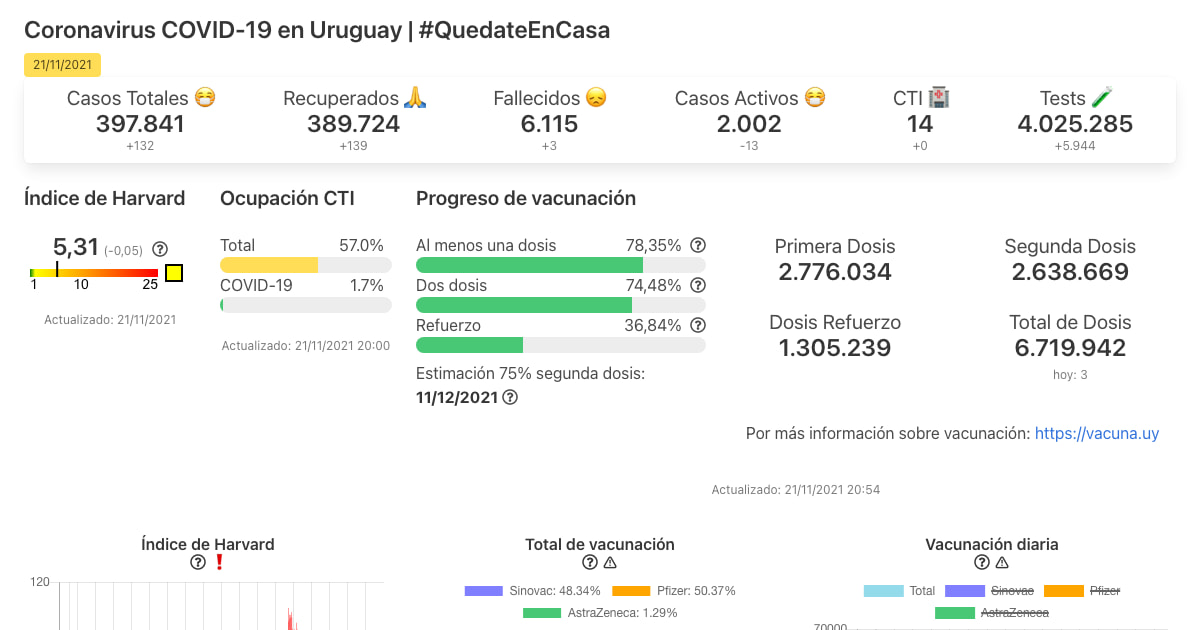 Coronavirus COVID-19 en Uruguay | #QuedateEnCasa
21/11/2021
Casos Totales 😷 Recuperados 🙏 Fallecidos 😞 Casos Activos 😷 CTI 🏥 Tests 🧪
397.841 389.724 6.115 2.002 14 4.025.285
+132 +139 +3 -13 +0 +5.944
Índice de Harvard
5,31 (-0,05)
1 10 25
Actualizado: 21/11/2021
Ocupación CTI
Total 57.0%
COVID-19 1.7%
Actualizado: 21/11/2021 20:00
Progreso de vacunación
Al menos una dosis 78,35%
Dos dosis 74,48%
Refuerzo 36,84%
Estimación 75% segunda dosis:
11/12/2021
Primera Dosis
2.776.034
Segunda Dosis
2.638.669
Dosis Refuerzo
1.305.239
Total de Dosis
6.719.942
hoy: 3
Por más información sobre vacunación: https://vacuna.uy
Actualizado: 21/11/2021 20:54
Índice de Harvard
120
Total de vacunación
Sinovac: 48.34% Pfizer: 50.37%
AstraZeneca: 1.29%
Vacunación diaria
Total Sinovac Pfizer
AstraZeneca
70000